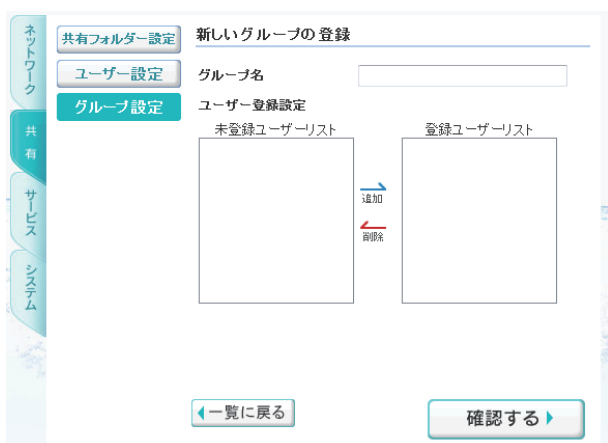 ネットワーク
共有
サービス
システム
共有フォルダー設定
ユーザー設定
グループ設定
新しいグループの登録
グループ名
ユーザー登録設定
未登録ユーザーリスト
登録ユーザーリスト
追加
削除
一覧に戻る
確認する